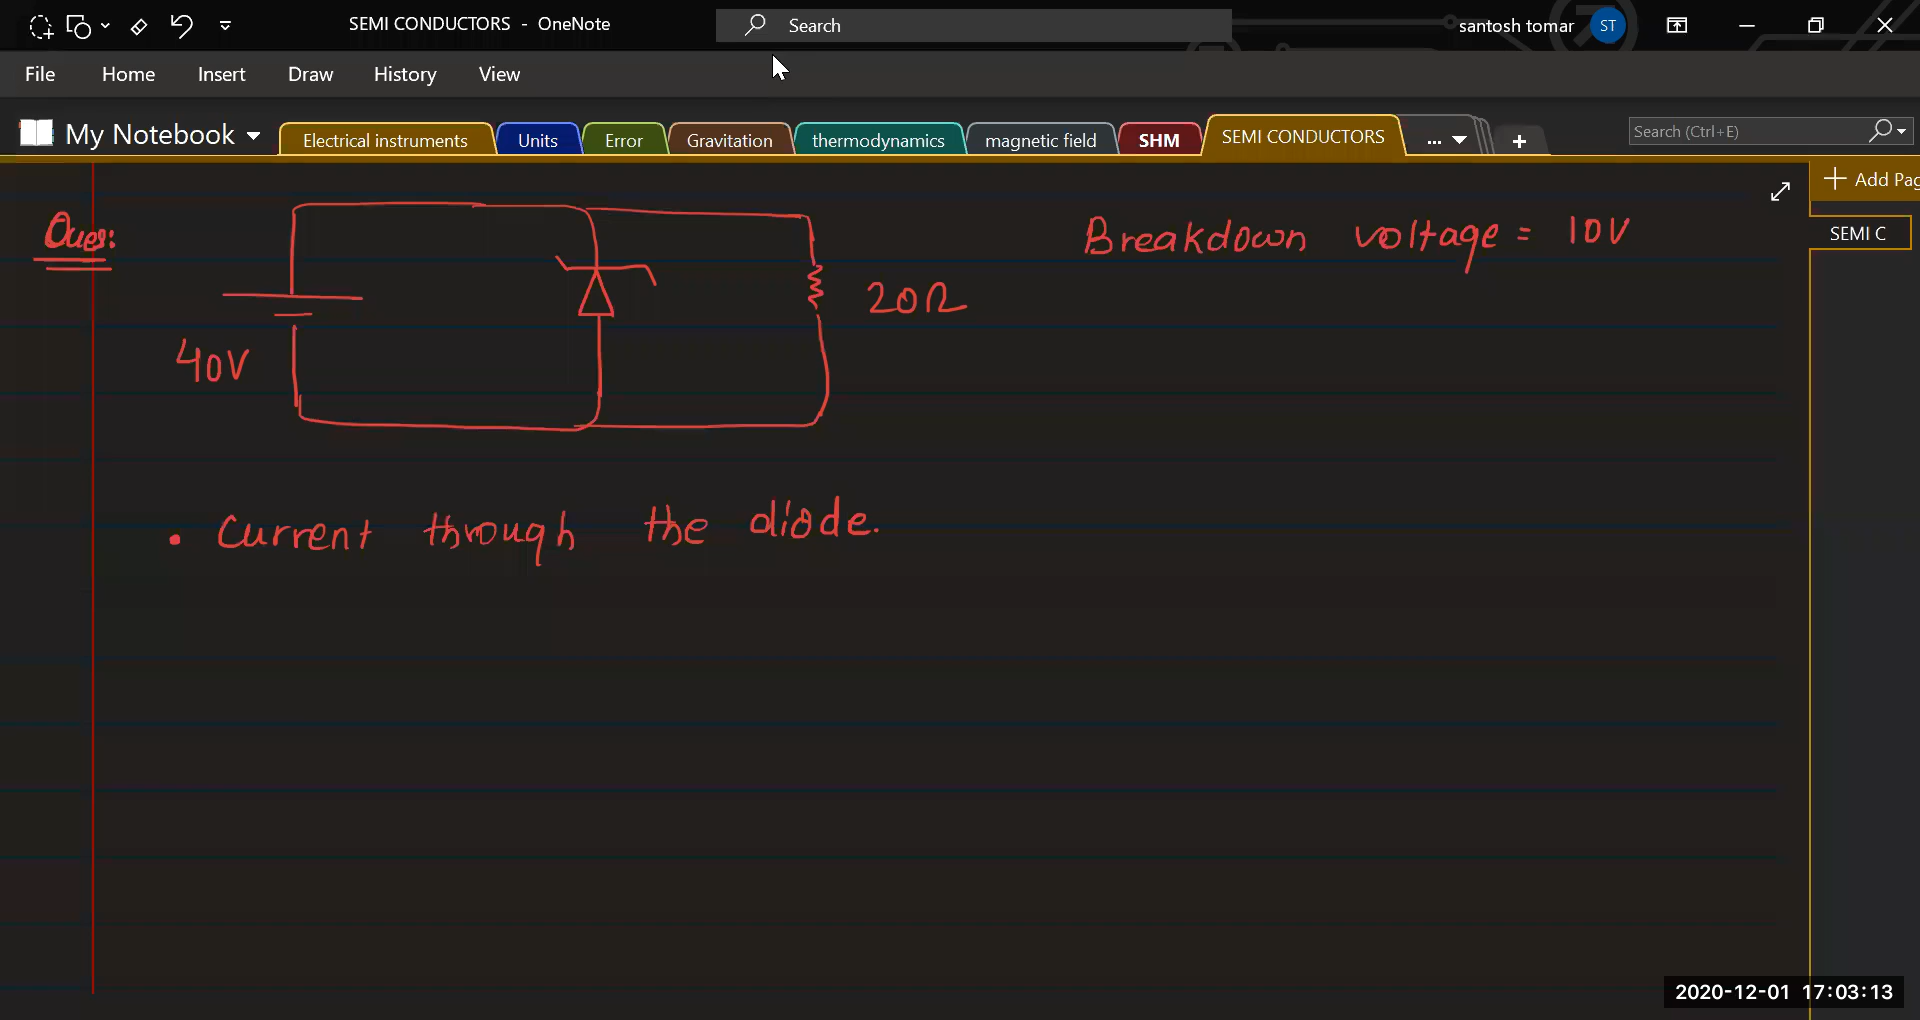 SEMI CONDUCTORS - OneNote
Search
santosh tomar
ST
File Home Insert Draw History View
My Notebook
Electrical instruments
Units
Error
Gravitation
thermodynamics
magnetic field
SHM
SEMI CONDUCTORS
...
+
Search (Ctrl+E)
+ Add Pag
SEMI C
Ques:
Breakdown voltage = 10V
20Ω
40V
• Current through the diode.
2020-12-01 17:03:13